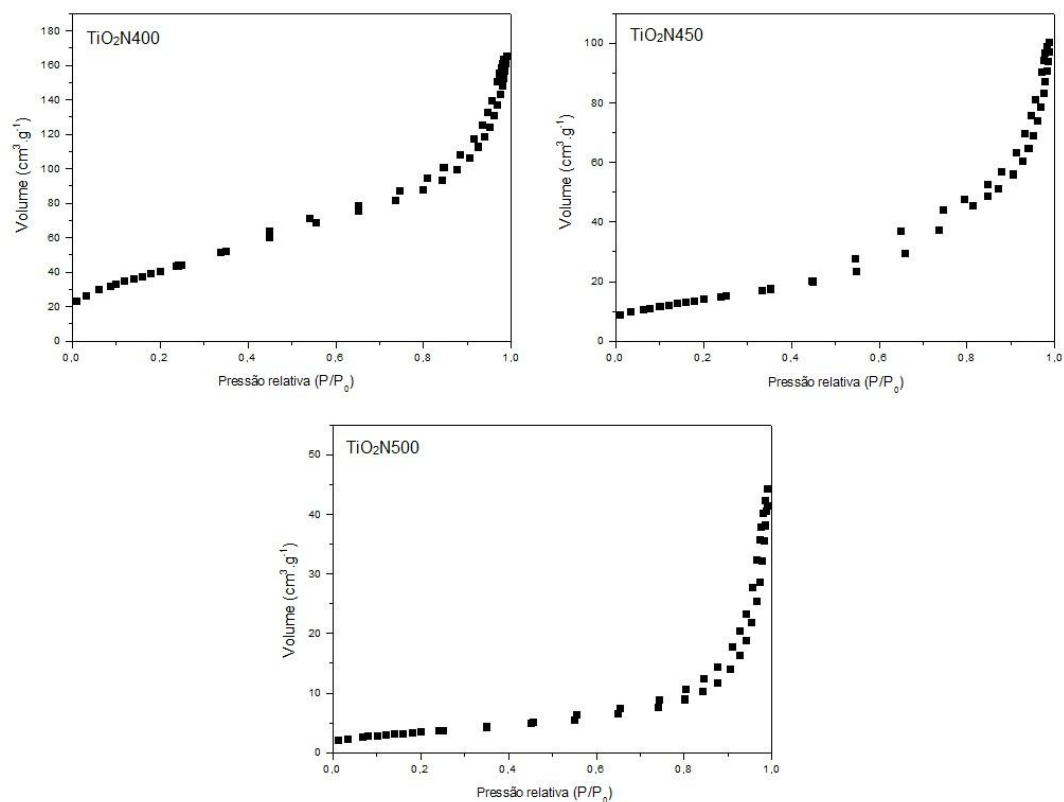 TiO₂N400
180
160
140
120
100
80
60
40
20
0
Volume (cm³.g⁻¹)
0,0 0,2 0,4 0,6 0,8 1,0
Pressão relativa (P/P₀)
TiO₂N450
100
80
60
40
20
0
Volume (cm³.g⁻¹)
0,0 0,2 0,4 0,6 0,8 1,0
Pressão relativa (P/P₀)
TiO₂N500
50
40
30
20
10
0
Volume (cm³.g⁻¹)
0,0 0,2 0,4 0,6 0,8 1,0
Pressão relativa (P/P₀)